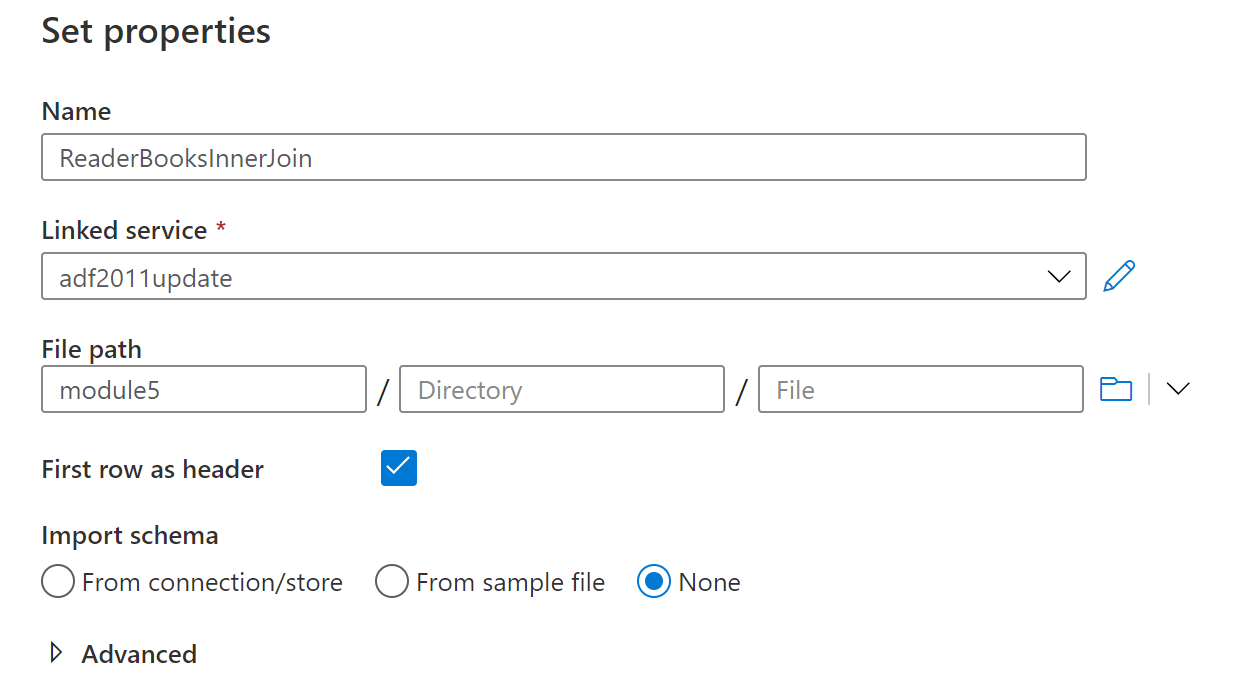 Set properties
Name
ReaderBooksInnerJoin
Linked service *
adf2011update
File path
module5 / Directory / File
First row as header
Import schema
From connection/store From sample file None
Advanced